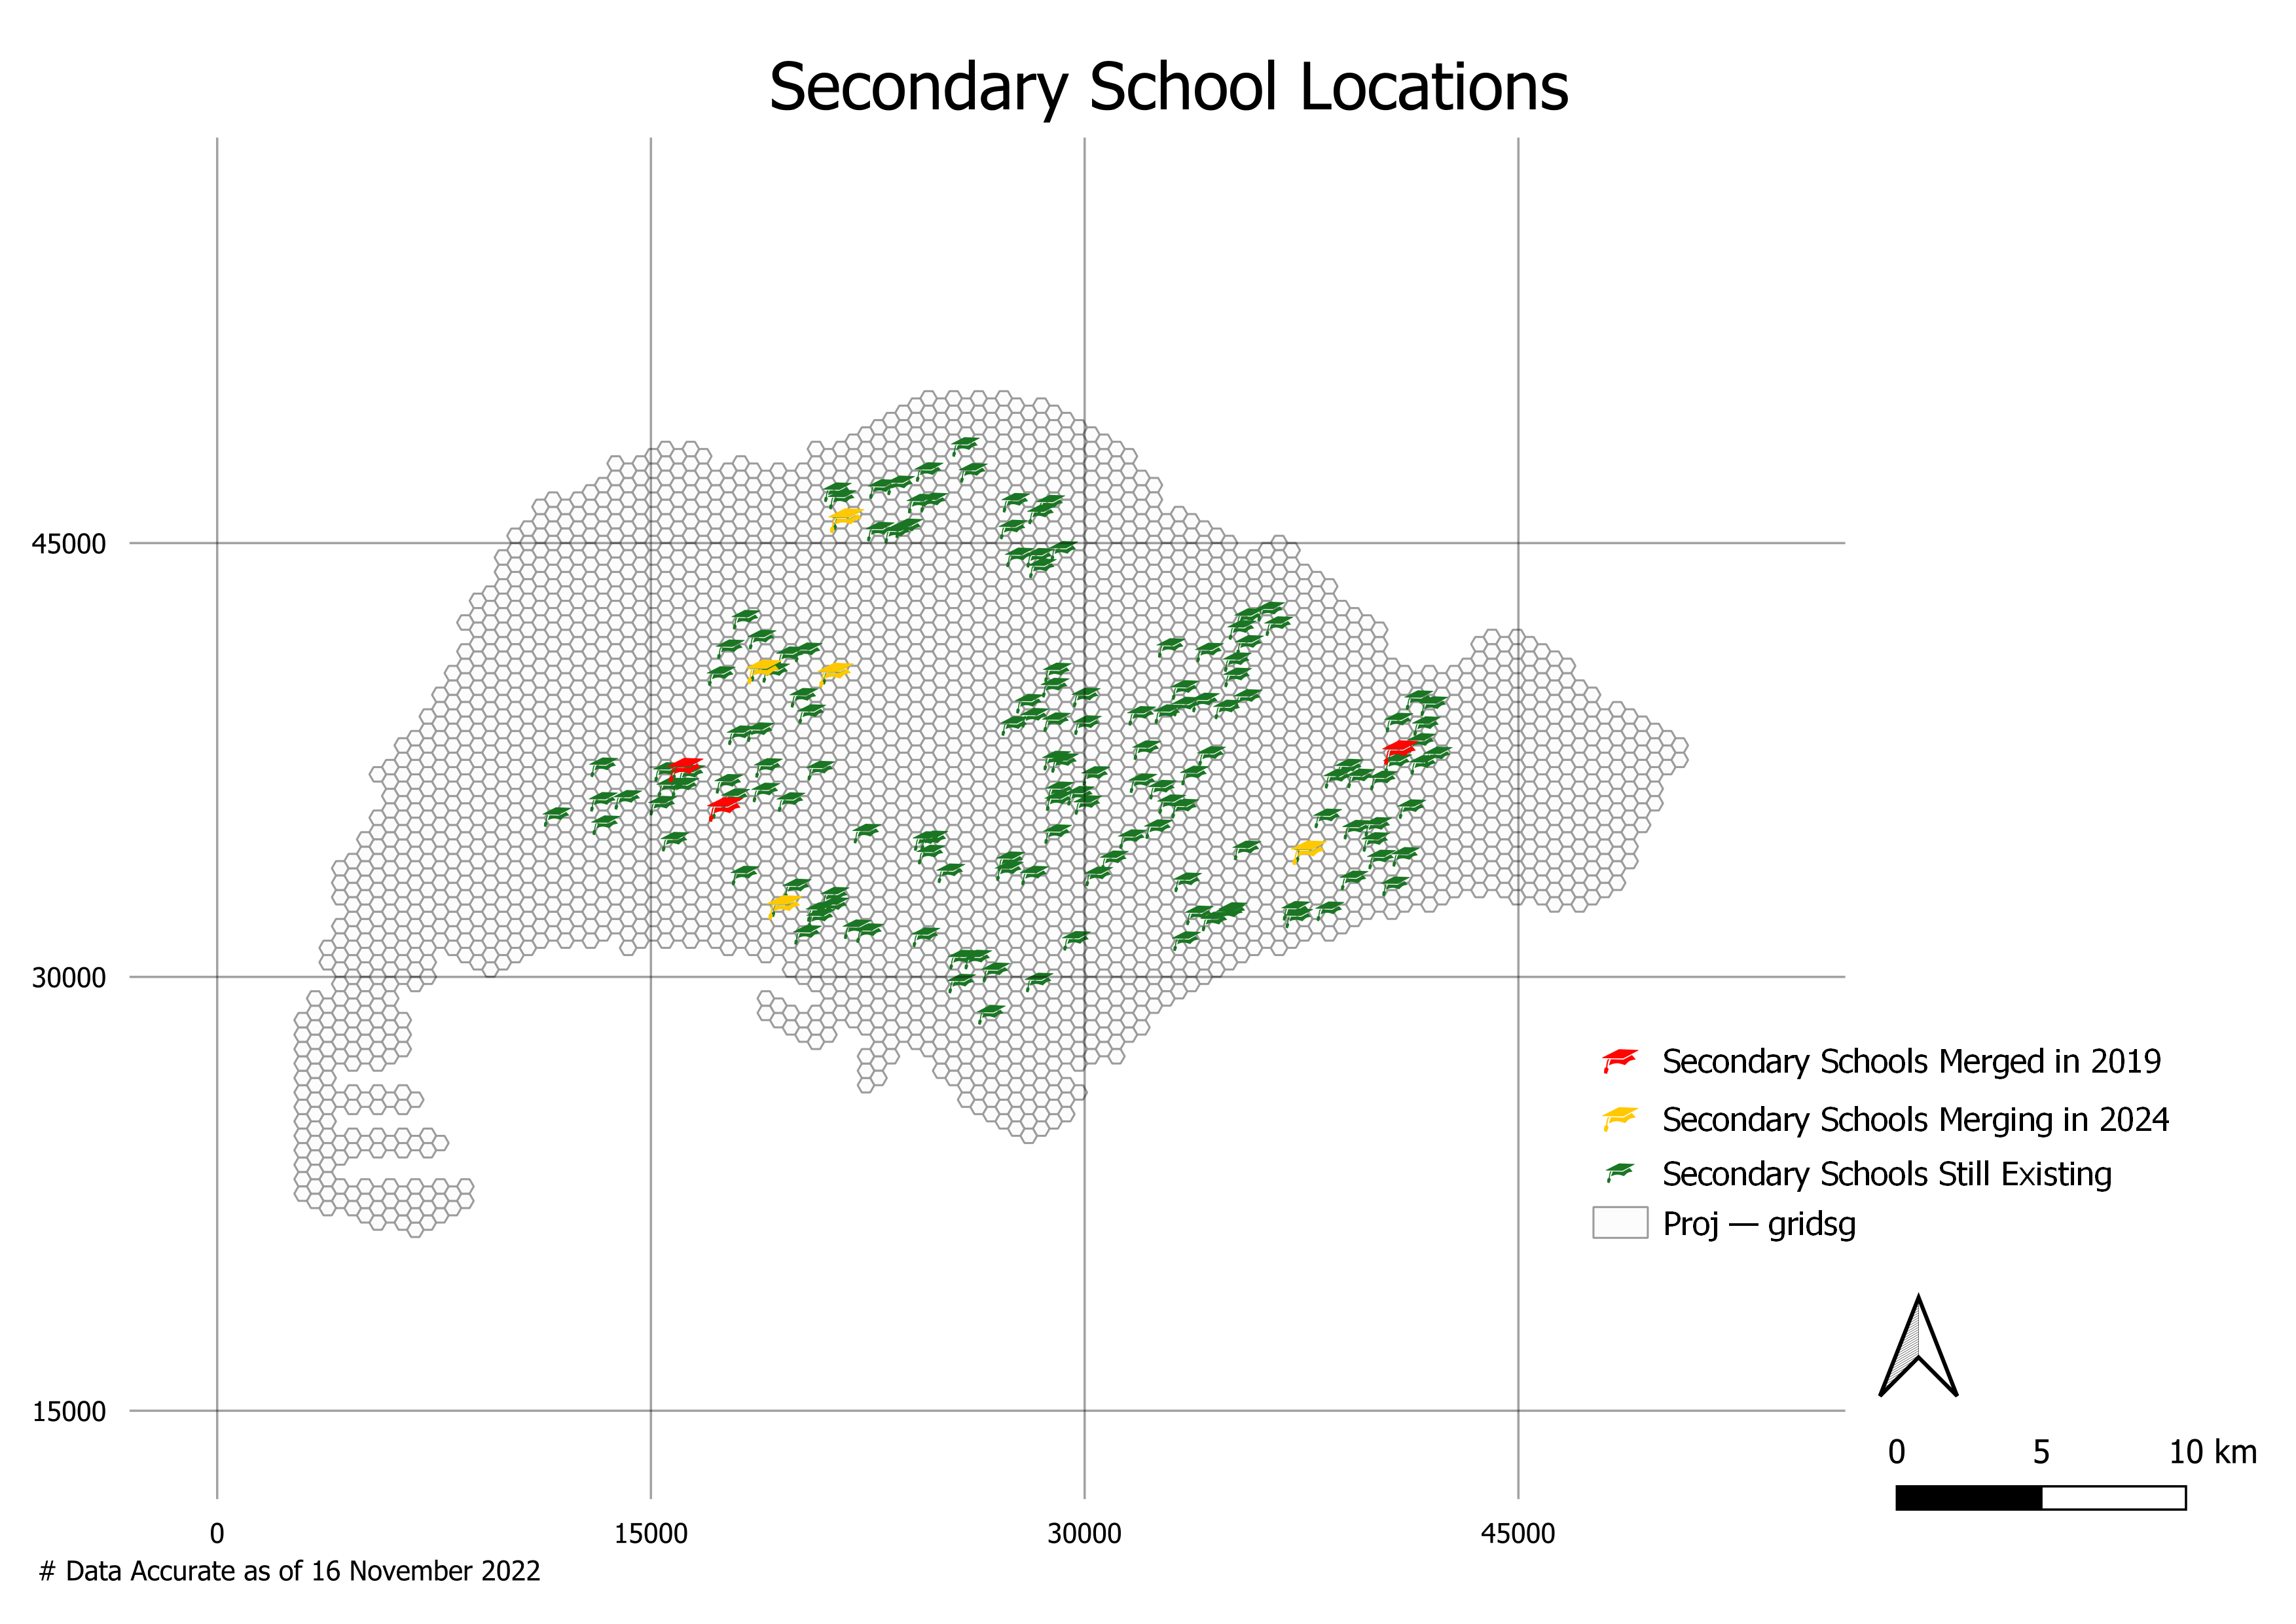 Secondary School Locations
45000
30000
15000
0
15000
30000
45000
Secondary Schools Merged in 2019
Secondary Schools Merging in 2024
Secondary Schools Still Existing
Proj — gridsg
0 5 10 km
# Data Accurate as of 16 November 2022